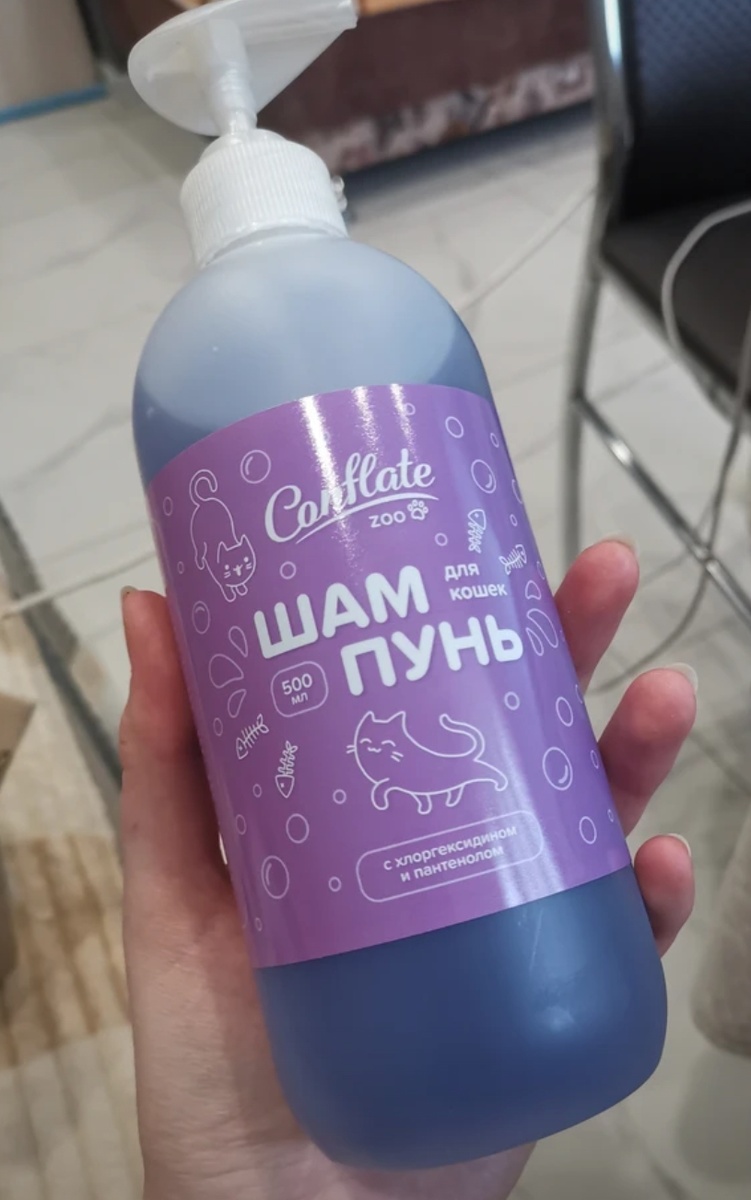 Conflate
zoo
ШАМ
для
кошек
ПУНЬ
500
мл
с хлоргексидином
и пантенолом